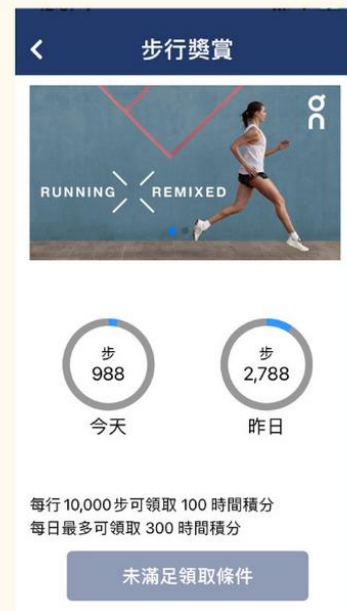 步行獎賞
RUNNING REMIXED
on
步
988
今天
步
2,788
昨日
每行10,000步可領取 100 時間積分
每日最多可領取 300 時間積分
未滿足領取條件